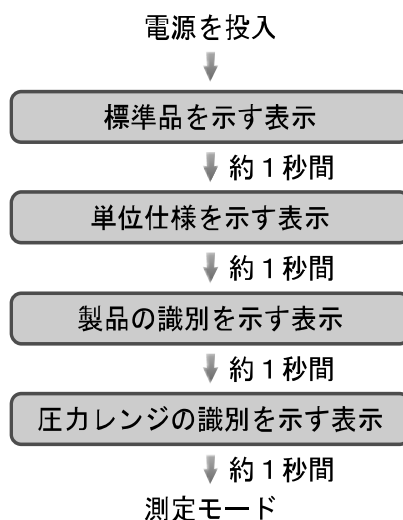 電源を投入
標準品を示す表示
約1秒間
単位仕様を示す表示
約1秒間
製品の識別を示す表示
約1秒間
圧力レンジの識別を示す表示
約1秒間
測定モード